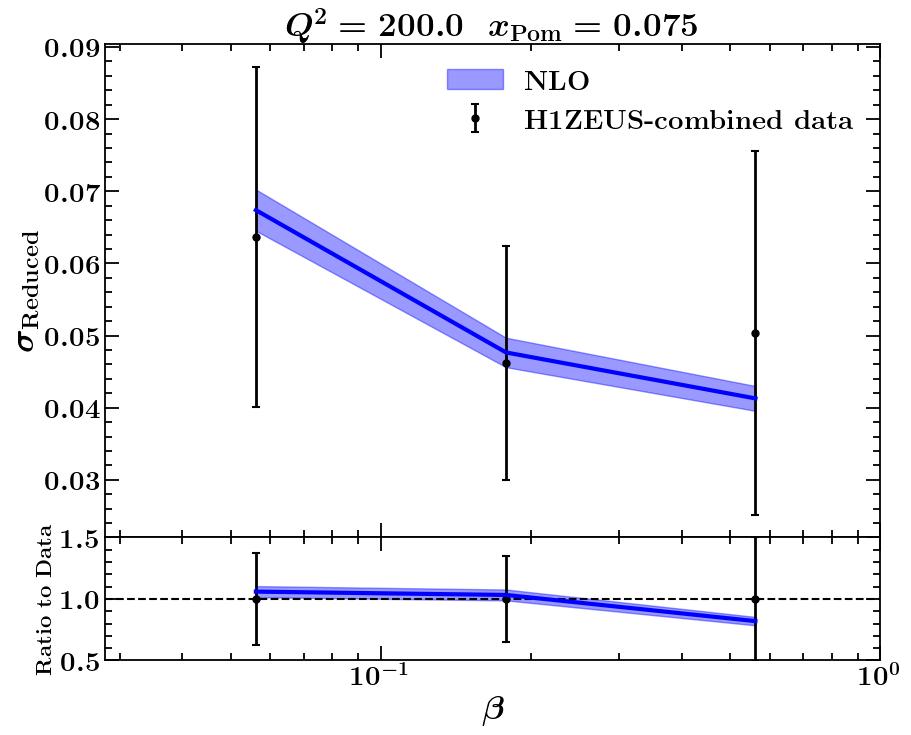 Q² = 200.0 x_Pom = 0.075
NLO
H1ZEUS-combined data
σ_Reduced
0.09
0.08
0.07
0.06
0.05
0.04
0.03
Ratio to Data
1.5
1.0
0.5
10⁻¹
10⁰
β